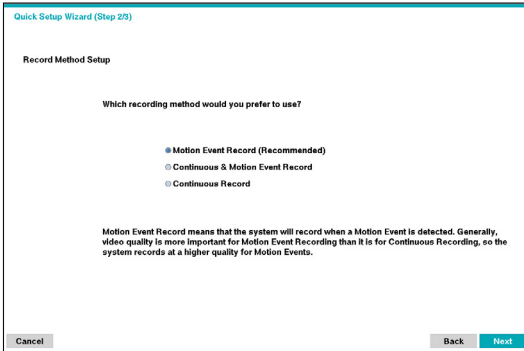 Quick Setup Wizard (Step 2/3)
Record Method Setup
Which recording method would you prefer to use?
Motion Event Record (Recommended)
Continuous & Motion Event Record
Continuous Record
Motion Event Record means that the system will record when a Motion Event is detected. Generally,
video quality is more important for Motion Event Recording than it is for Continuous Recording, so the
system records at a higher quality for Motion Events.
Cancel
Back
Next